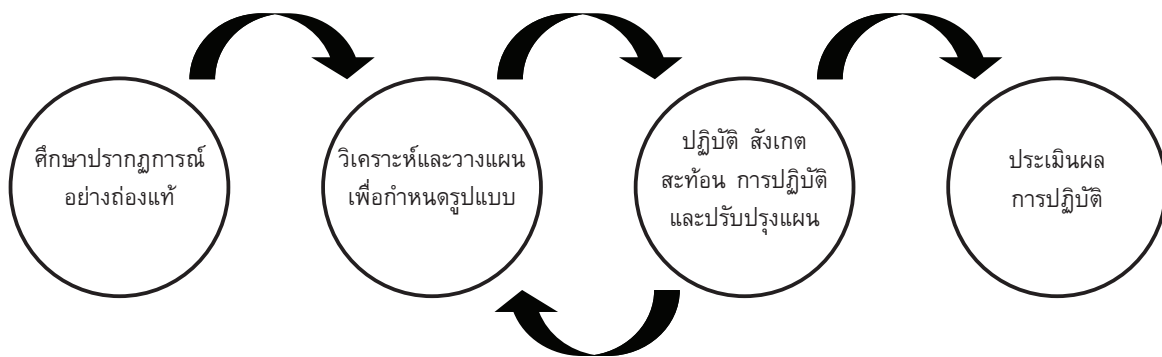 ศึกษาปรากฏการณ์
อย่างถ่องแท้
วิเคราะห์และวางแผน
เพื่อกำหนดรูปแบบ
ปฏิบัติ สังเกต
สะท้อน การปฏิบัติ
และปรับปรุงแผน
ประเมินผล
การปฏิบัติ